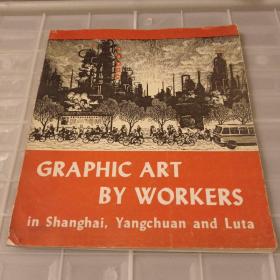 GRAPHIC ART
BY WORKERS
in Shanghai, Yangchuan and Luta